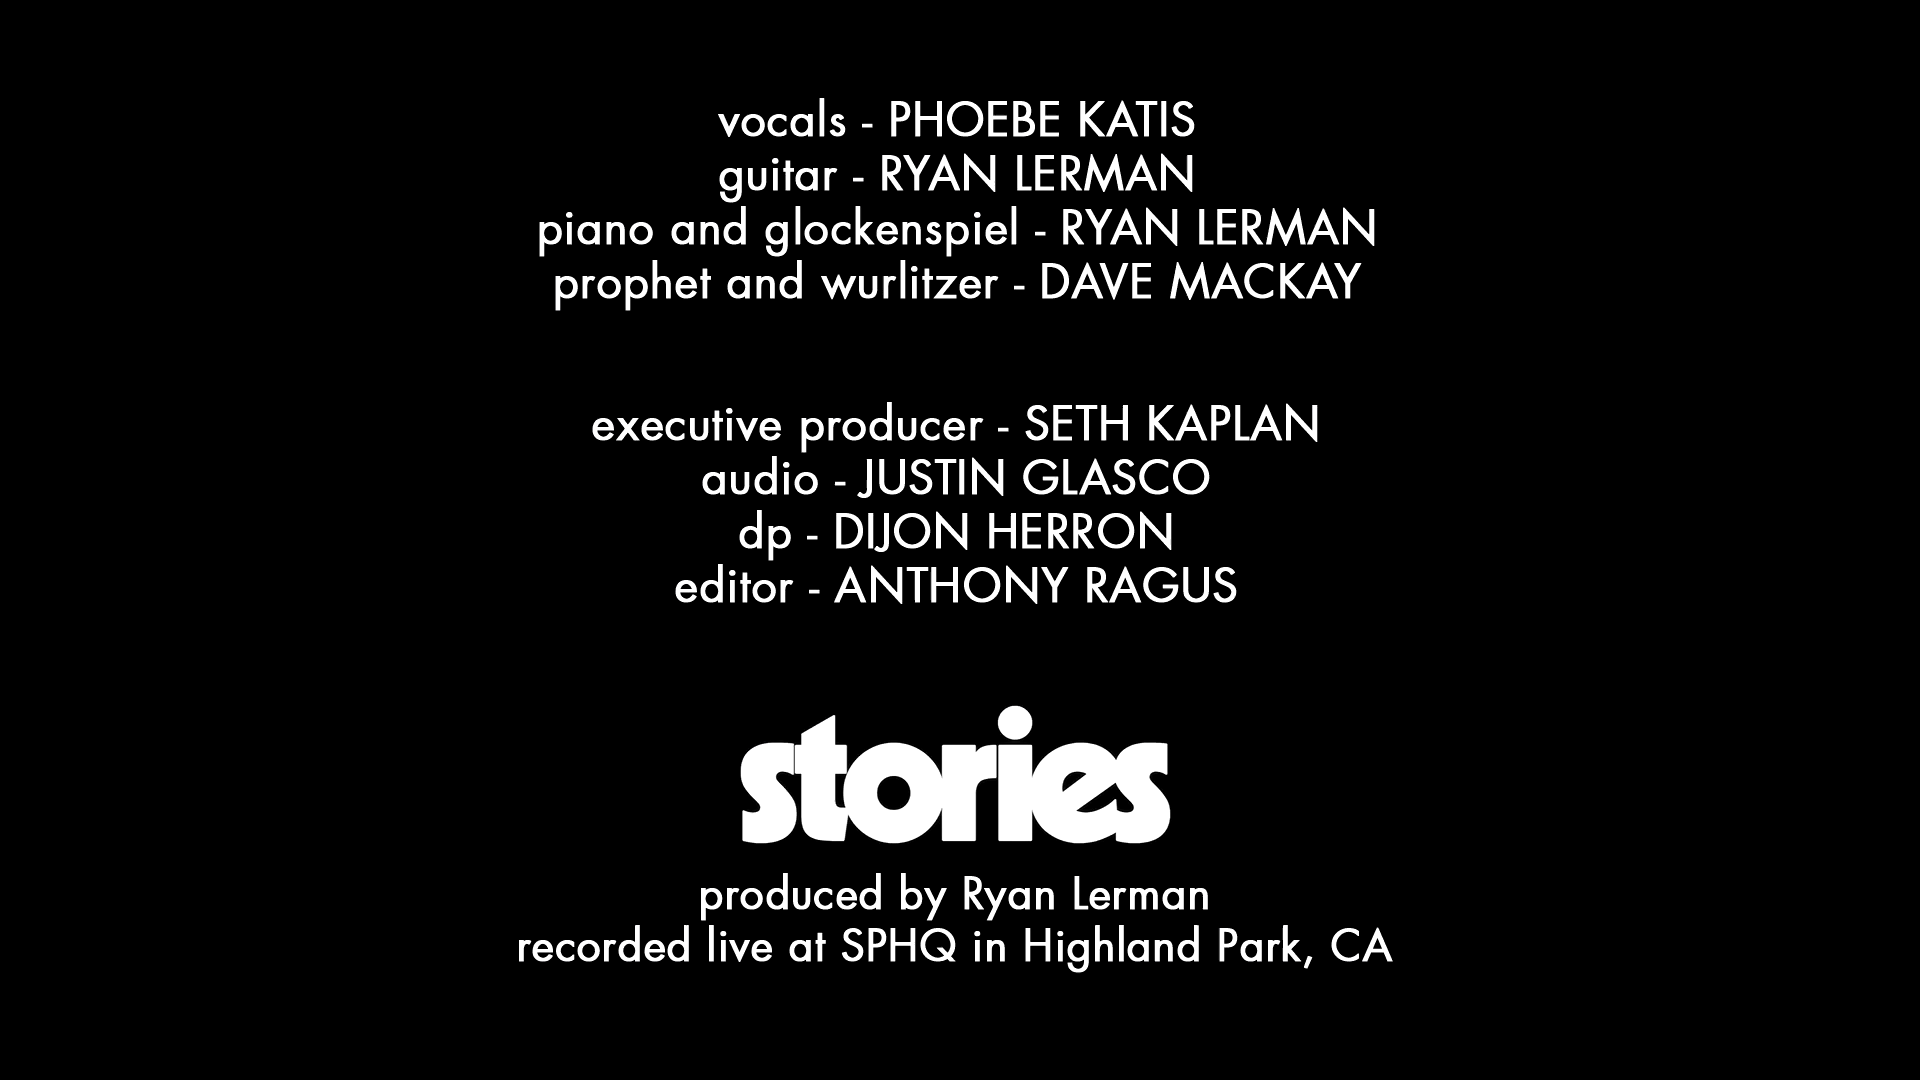 vocals - PHOEBE KATIS
guitar - RYAN LERMAN
piano and glockenspiel - RYAN LERMAN
prophet and wurlitzer - DAVE MACKAY
executive producer - SETH KAPLAN
audio - JUSTIN GLASCO
dp - DIJON HERRON
editor - ANTHONY RAGUS
stories
produced by Ryan Lerman
recorded live at SPHQ in Highland Park, CA